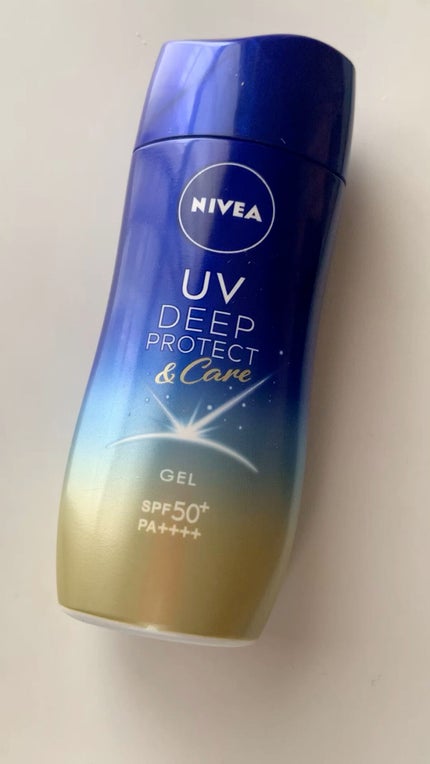 NIVEA
UV
DEEP
PROTECT
& Care
GEL
SPF50+
PA++++